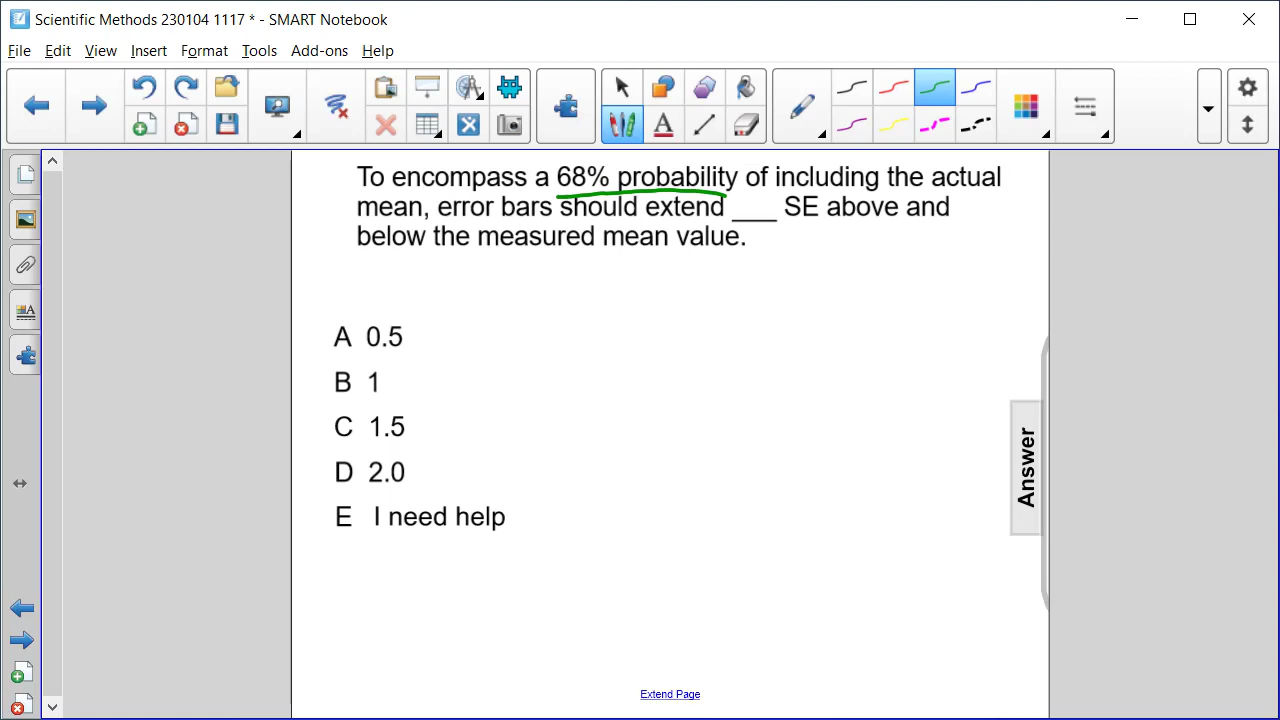 Scientific Methods 230104 1117 * - SMART Notebook
File Edit View Insert Format Tools Add-ons Help
To encompass a 68% probability of including the actual
mean, error bars should extend ___ SE above and
below the measured mean value.
A 0.5
B 1
C 1.5
D 2.0
E I need help
Answer
Extend Page